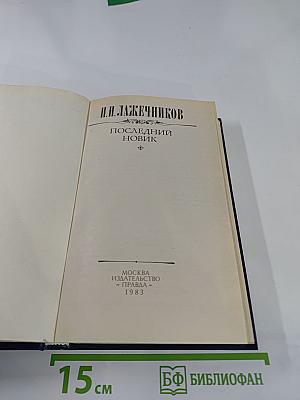 И.И. ЛАЖЕЧНИКОВ
ПОСЛЕДНИЙ
НОВИК
МОСКВА
ИЗДАТЕЛЬСТВО
«ПРАВДА»
1983
15 см
БФ БИБЛИОФАН